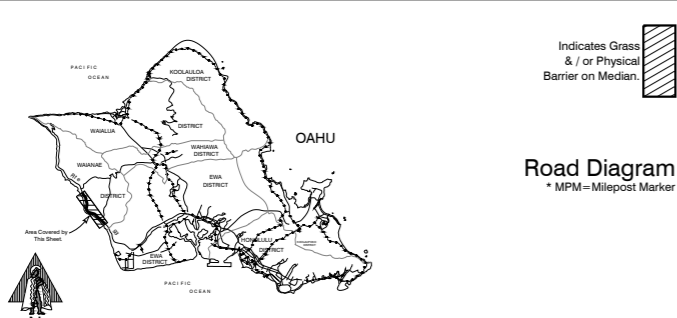 Indicates Grass
& / or Physical
Barrier on Median.
PACIFIC
OCEAN
KOOLAULOA
DISTRICT
WAIALUA
DISTRICT
OAHU
WAHIAWA
DISTRICT
WAIANAE
DISTRICT
EWA
DISTRICT
Road Diagram
* MPM=Milepost Marker
Area Covered by
This Sheet.
HONOLULU
DISTRICT
EWA
DISTRICT
PACIFIC
OCEAN